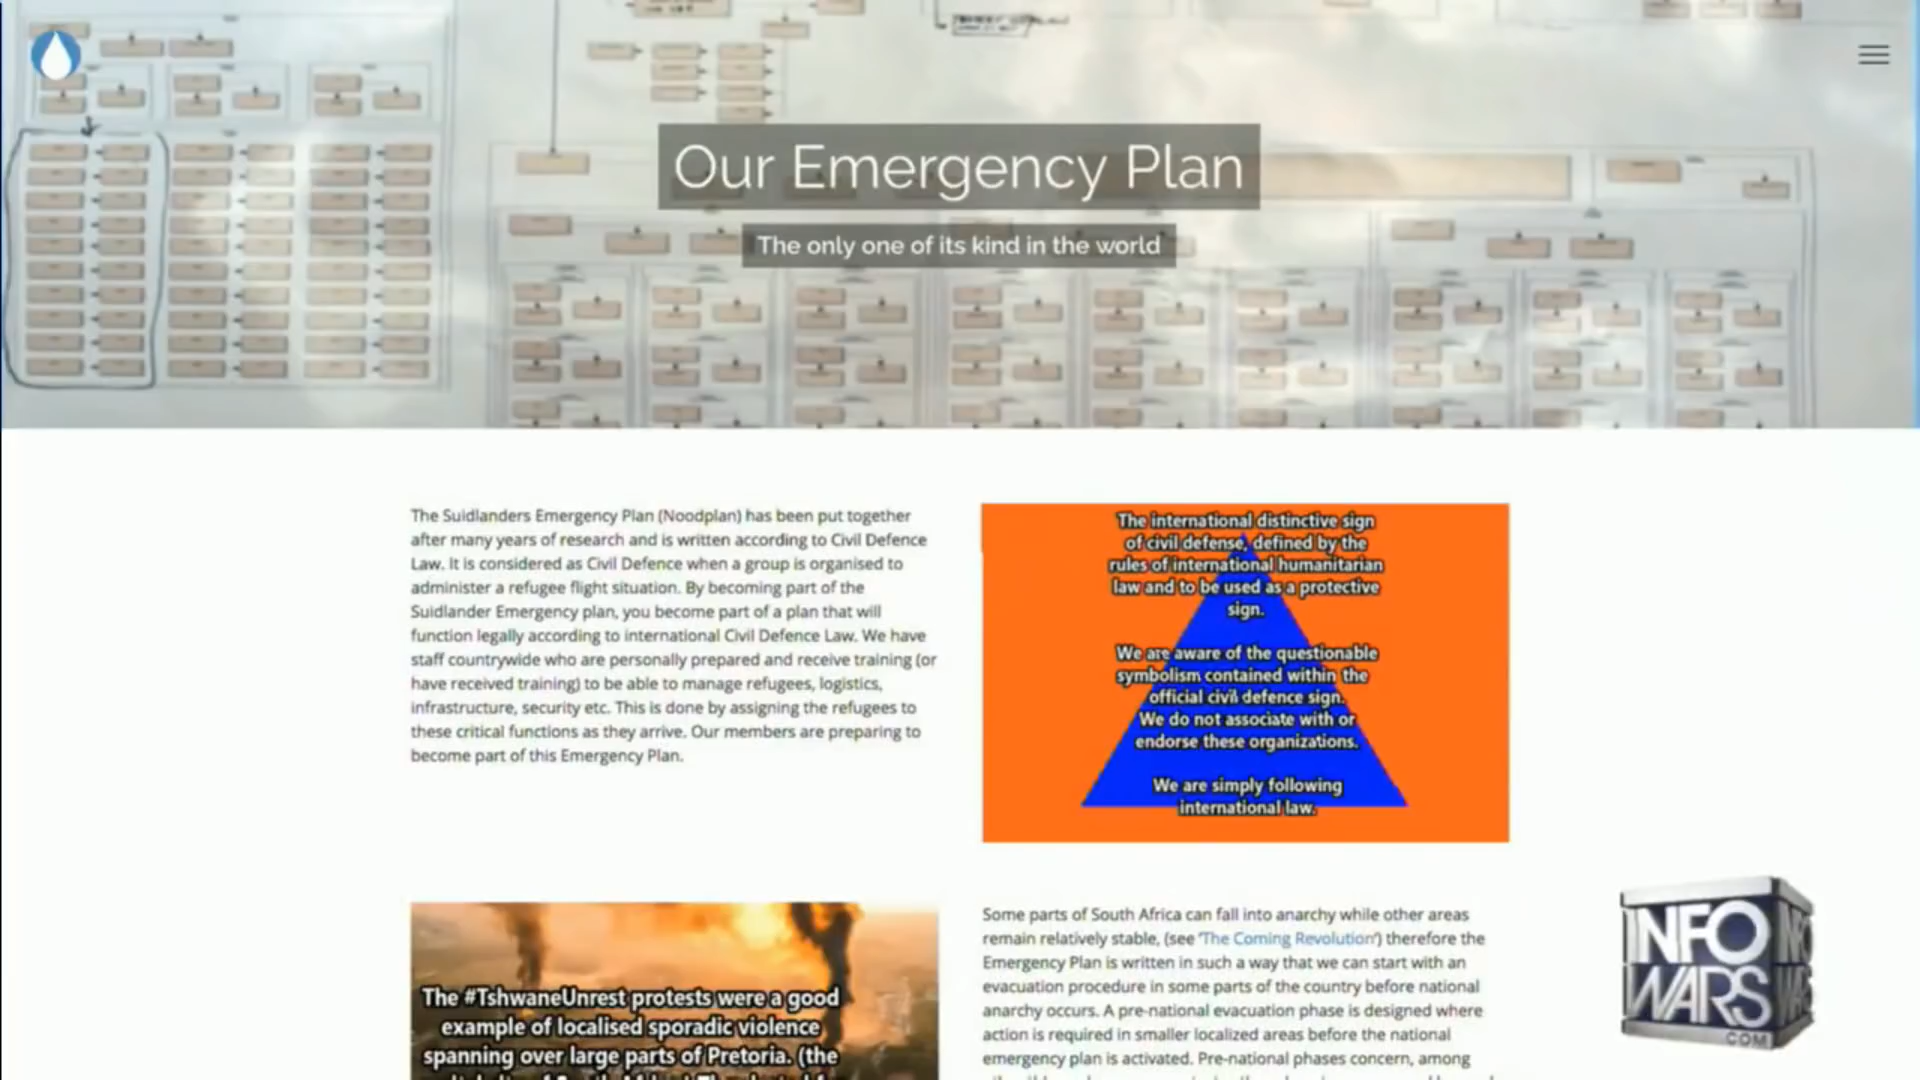 Our Emergency Plan
The only one of its kind in the world
The Suidlanders Emergency Plan (Noodplan) has been put together
after many years of research and is written according to Civil Defence
Law. It is considered as Civil Defence when a group is organised to
administer a refugee flight situation. By becoming part of the
Suidlander Emergency plan, you become part of a plan that will
function legally according to international Civil Defence Law. We have
staff countrywide who are personally prepared and receive training (or
have received training) to be able to manage refugees, logistics,
infrastructure, security etc. This is done by assigning the refugees to
these critical functions as they arrive. Our members are preparing to
become part of this Emergency Plan.
The international distinctive sign
of civil defense, defined by the
rules of international humanitarian
law and to be used as a protective
sign.
We are aware of the questionable
symbolism contained within the
official civil defence sign.
We do not associate with or
endorse these organizations.
We are simply following
international law.
The #TshwaneUnrest protests were a good
example of localised sporadic violence
spanning over large parts of Pretoria. (the
Some parts of South Africa can fall into anarchy while other areas
remain relatively stable, (see 'The Coming Revolution') therefore the
Emergency Plan is written in such a way that we can start with an
evacuation procedure in some parts of the country before national
anarchy occurs. A pre-national evacuation phase is designed where
action is required in smaller localized areas before the national
emergency plan is activated. Pre-national phases concern, among
INFO
WARS
.COM